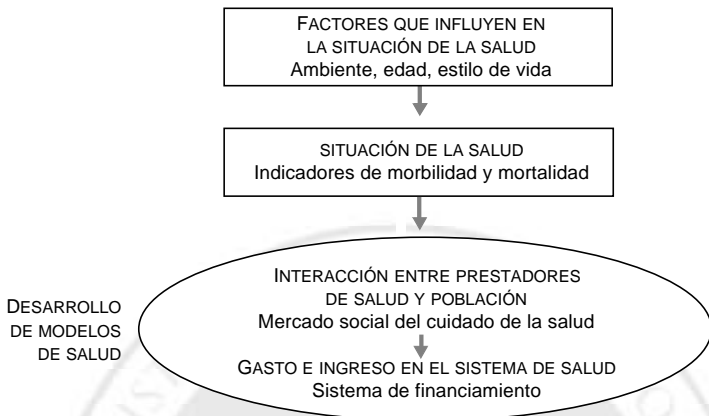 FACTORES QUE INFLUYEN EN
LA SITUACIÓN DE LA SALUD
Ambiente, edad, estilo de vida
SITUACIÓN DE LA SALUD
Indicadores de morbilidad y mortalidad
DESARROLLO
DE MODELOS
DE SALUD
INTERACCIÓN ENTRE PRESTADORES
DE SALUD Y POBLACIÓN
Mercado social del cuidado de la salud
GASTO E INGRESO EN EL SISTEMA DE SALUD
Sistema de financiamiento